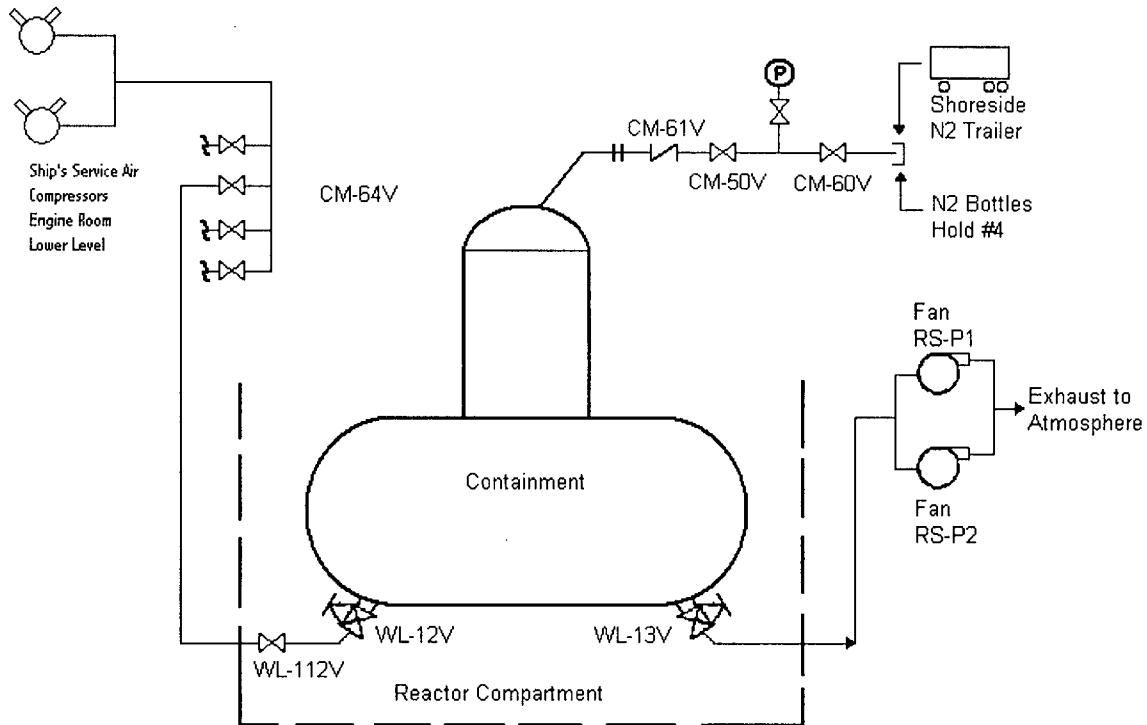 Ship's Service Air
Compressors
Engine Room
Lower Level
CM-64V
CM-61V
CM-50V
P
CM-60V
Shoreside
N2 Trailer
N2 Bottles
Hold #4
Fan
RS-P1
Exhaust to
Atmosphere
Fan
RS-P2
Containment
WL-12V
WL-13V
WL-112V
Reactor Compartment